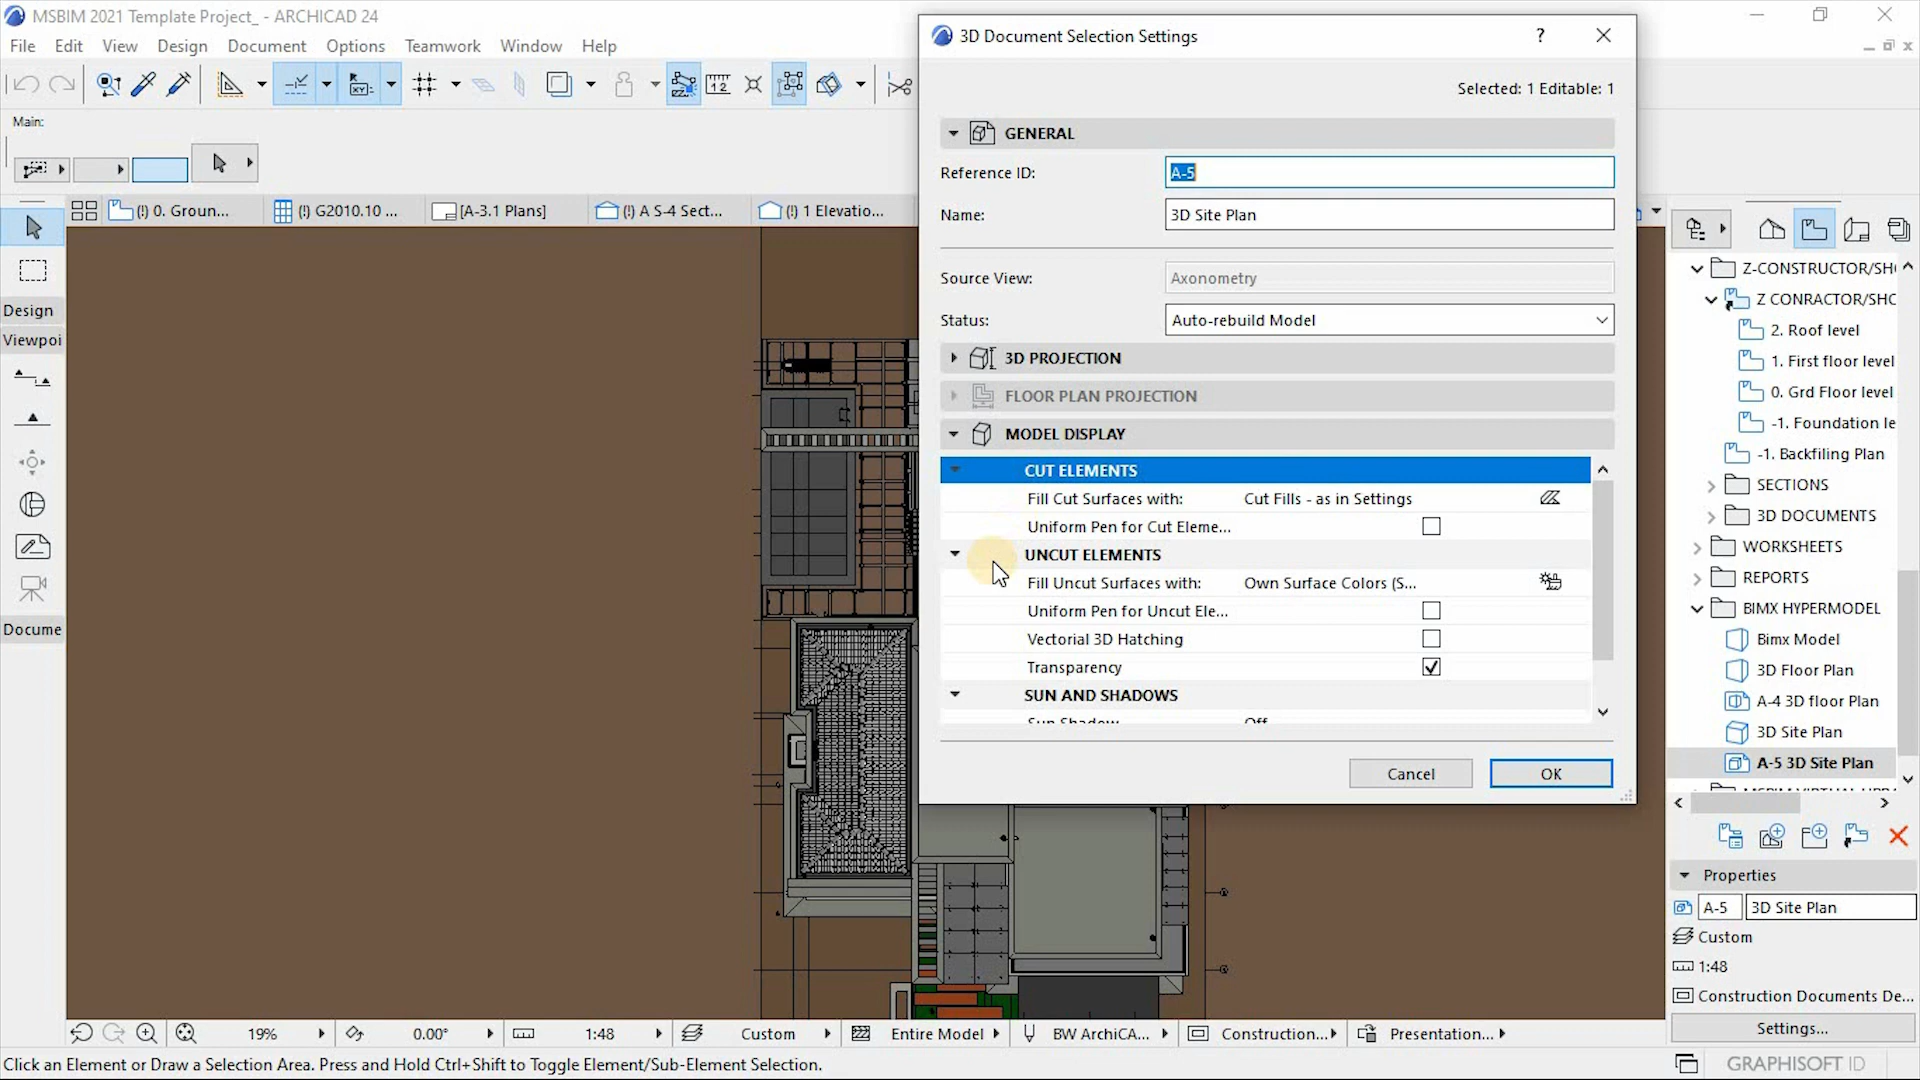 MSBIM 2021 Template Project_ - ARCHICAD 24
File Edit View Design Document Options Teamwork Window Help
Main:
(!) 0. Groun...
(!) G2010.10 ...
[A-3.1 Plans]
(!) A S-4 Sect...
(!) 1 Elevatio...
Design
Viewpoi
Docume
3D Document Selection Settings
?
Selected: 1 Editable: 1
GENERAL
Reference ID: A-5
Name: 3D Site Plan
Source View: Axonometry
Status: Auto-rebuild Model
3D PROJECTION
FLOOR PLAN PROJECTION
MODEL DISPLAY
CUT ELEMENTS
Fill Cut Surfaces with: Cut Fills - as in Settings
Uniform Pen for Cut Eleme...
UNCUT ELEMENTS
Fill Uncut Surfaces with: Own Surface Colors (S...
Uniform Pen for Uncut Ele...
Vectorial 3D Hatching
Transparency
SUN AND SHADOWS
Sun Shadow Off
Cancel OK
Z-CONSTRUCTOR/SH
Z CONRACTOR/SHC
2. Roof level
1. First floor level
0. Grd Floor level
-1. Foundation le
-1. Backfiling Plan
SECTIONS
3D DOCUMENTS
WORKSHEETS
REPORTS
BIMX HYPERMODEL
Bimx Model
3D Floor Plan
A-4 3D floor Plan
3D Site Plan
A-5 3D Site Plan
Properties
A-5 3D Site Plan
Custom
1:48
Construction Documents De...
Settings...
19% 0.00° 1:48 Custom Entire Model BW ArchiCA... Construction... Presentation...
Click an Element or Draw a Selection Area. Press and Hold Ctrl+Shift to Toggle Element/Sub-Element Selection.
GRAPHISOFT ID